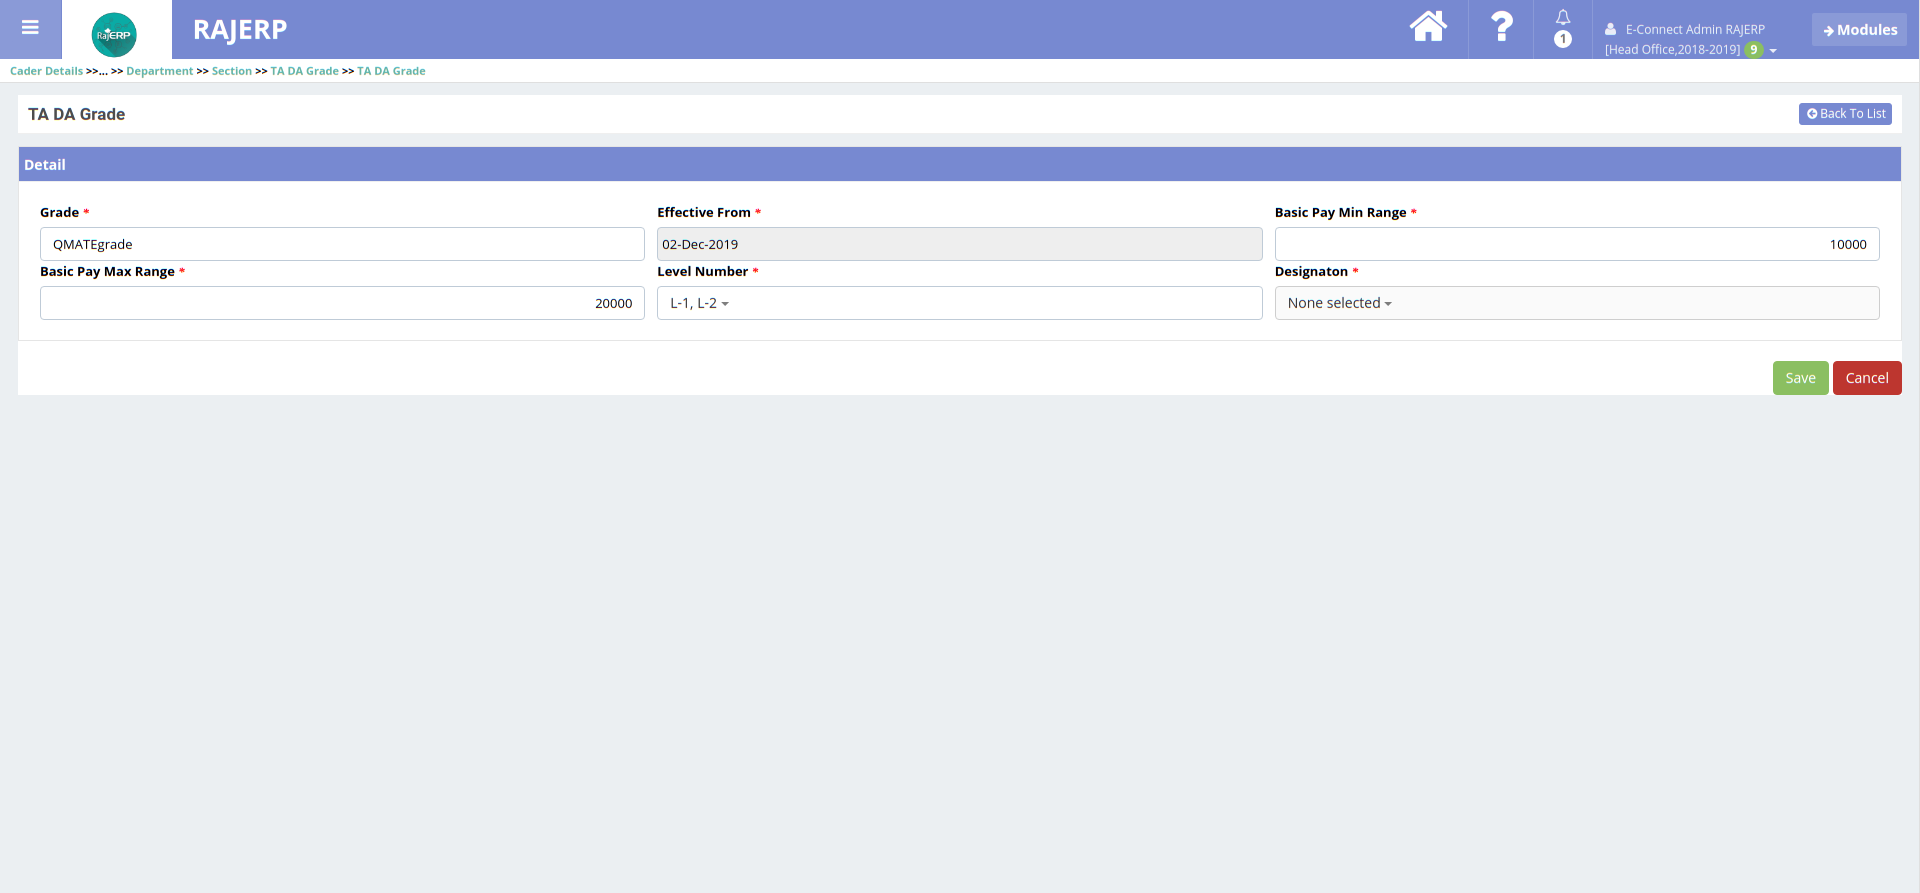 RajERP
RAJERP
1
E-Connect Admin RAJERP
[Head Office,2018-2019] 9
Modules
Cader Details >>... >> Department >> Section >> TA DA Grade >> TA DA Grade
TA DA Grade
Back To List
Detail
Grade * Effective From * Basic Pay Min Range *
QMATEgrade 02-Dec-2019 10000
Basic Pay Max Range * Level Number * Designaton *
20000 L-1, L-2 None selected
Save Cancel